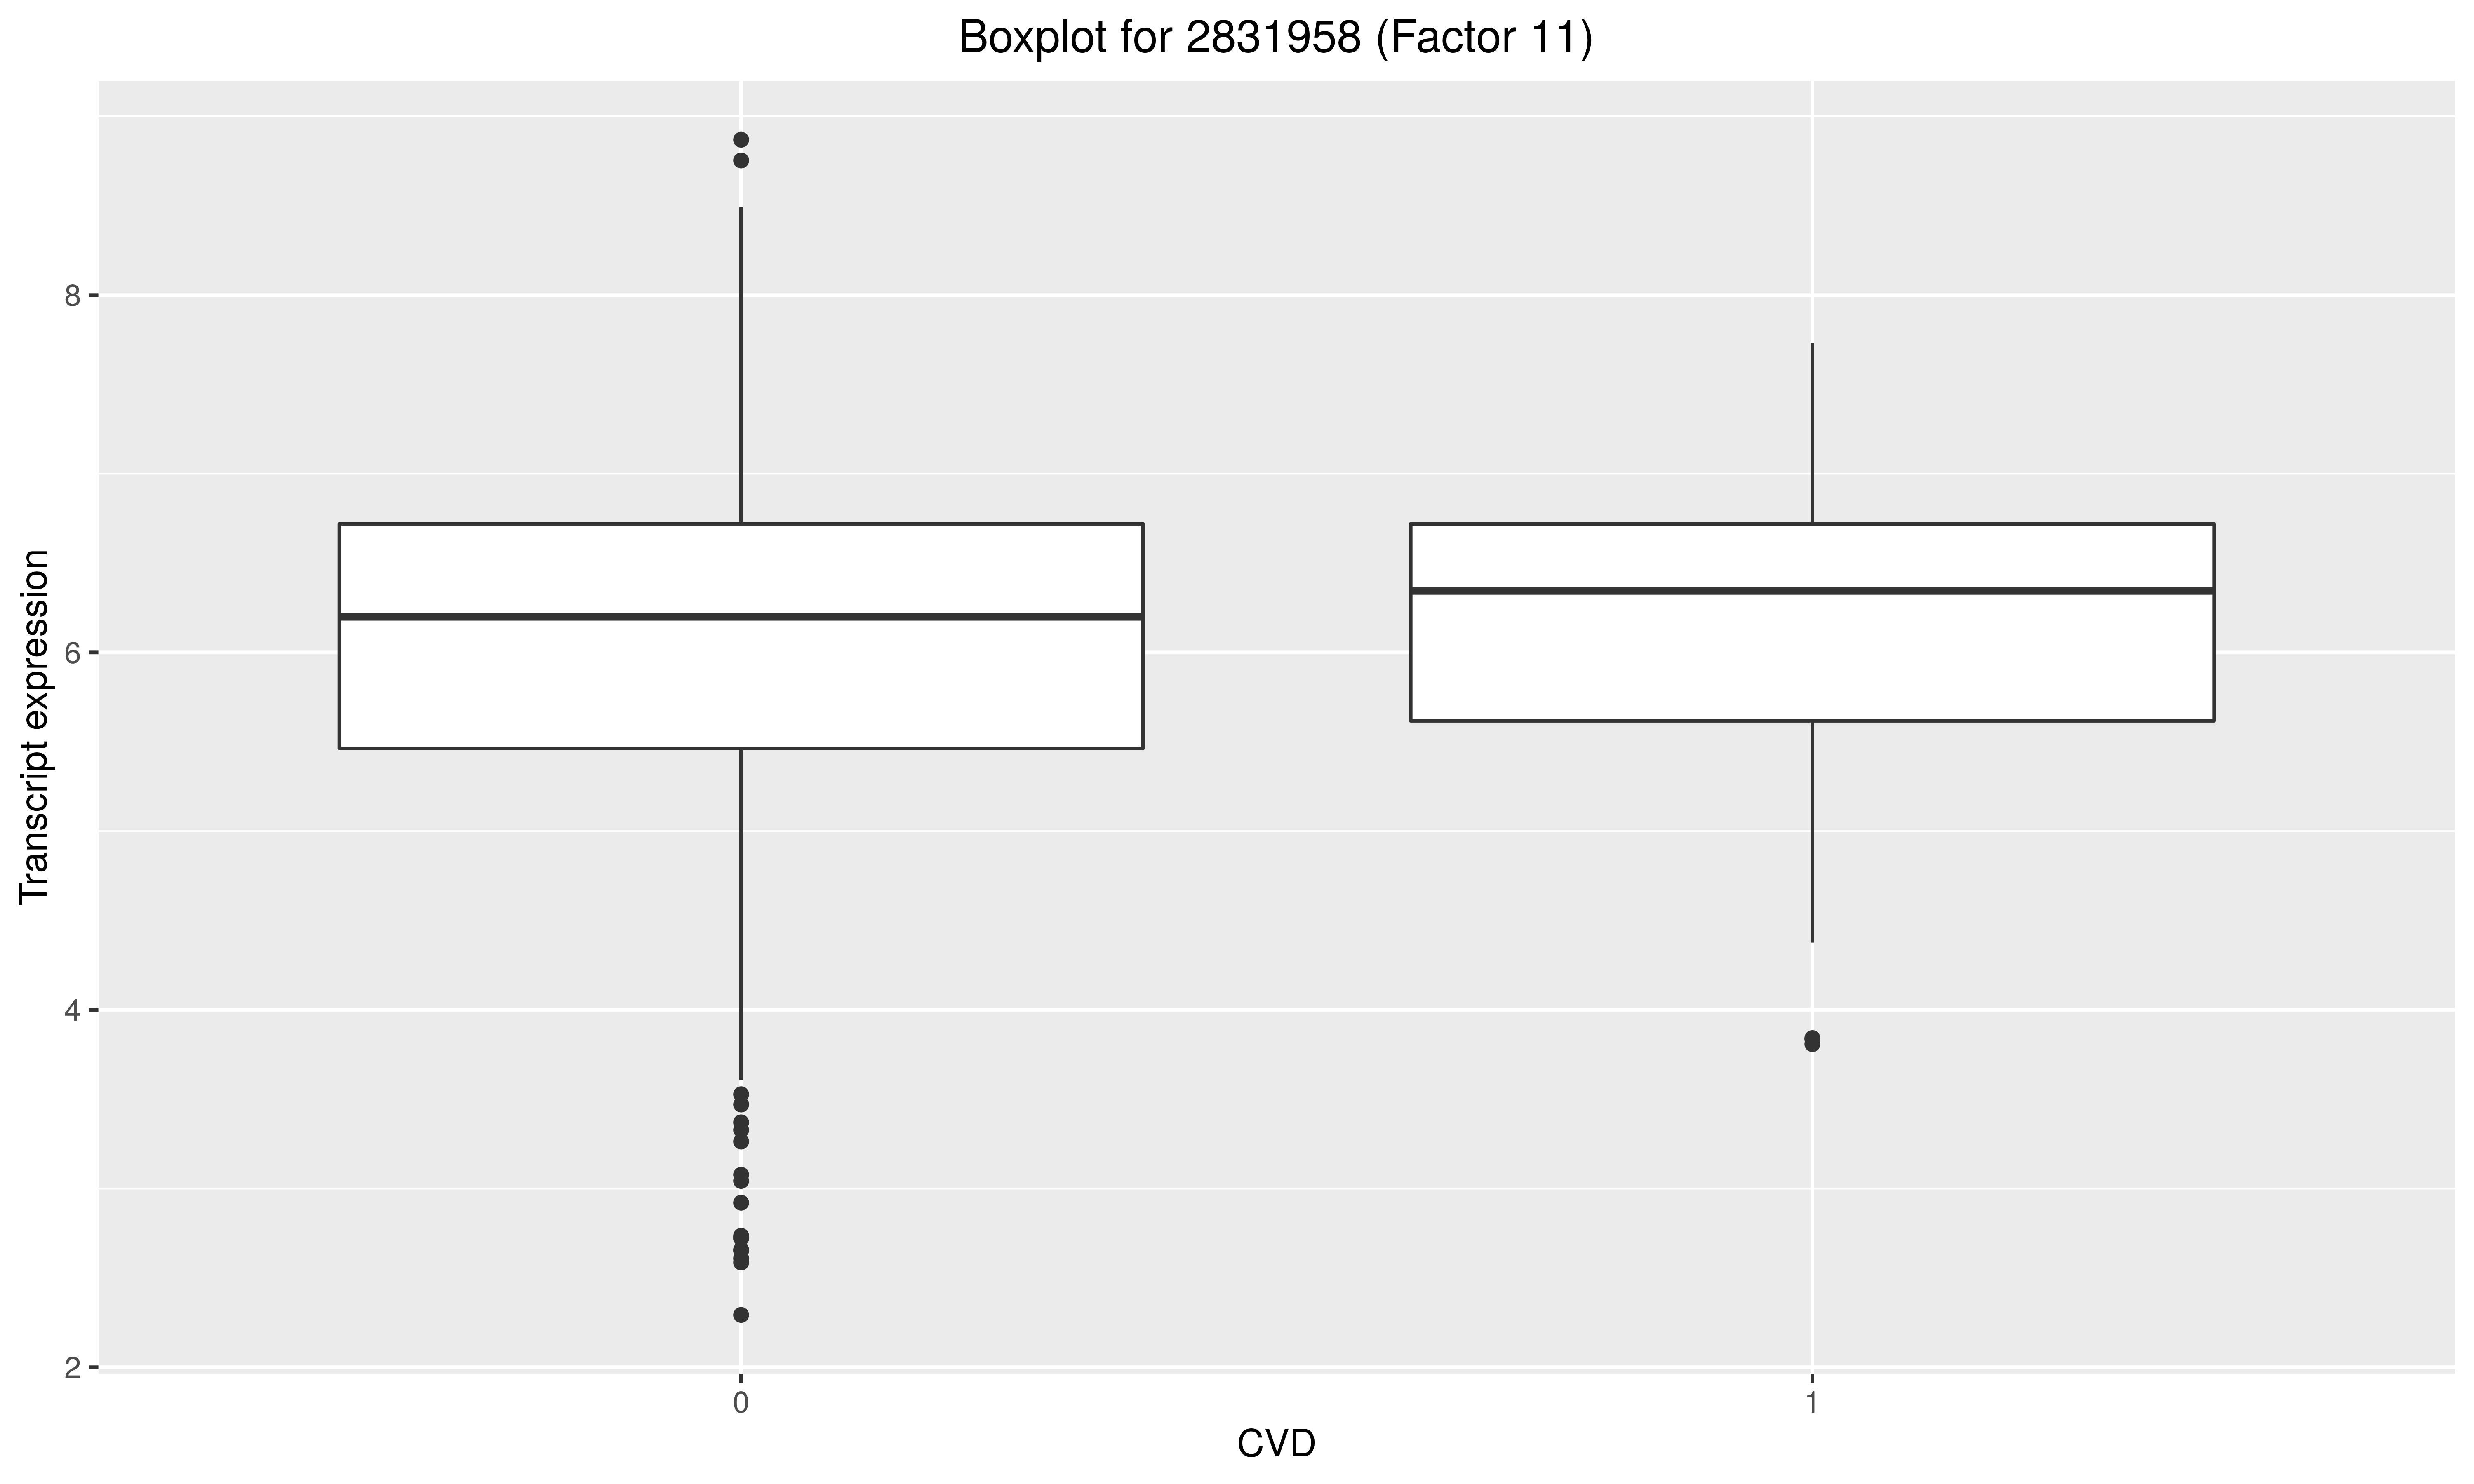 Boxplot for 2831958 (Factor 11)
Transcript expression
8
6
4
2
0
1
CVD